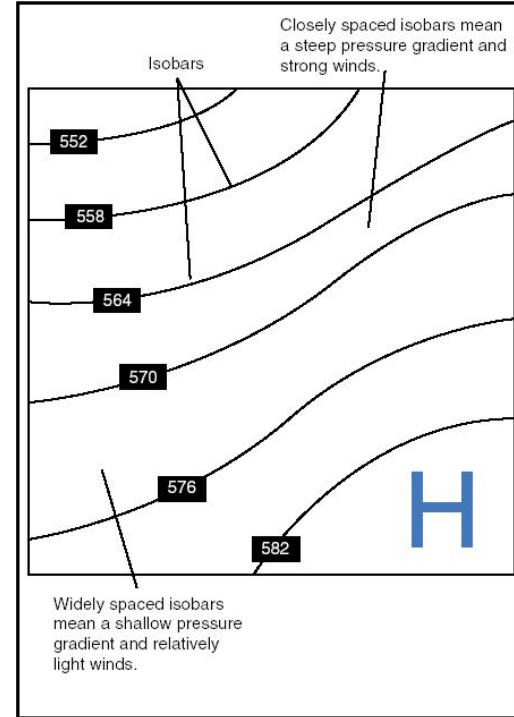 Closely spaced isobars mean
a steep pressure gradient and
strong winds.
Isobars
552
558
564
570
576
582
H
Widely spaced isobars
mean a shallow pressure
gradient and relatively
light winds.